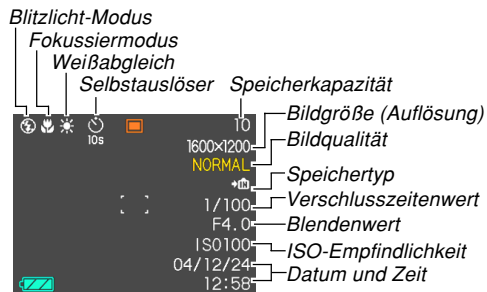 Blitzlicht-Modus
Fokussiermodus
Weißabgleich
Selbstauslöser Speicherkapazität
10
10s
Bildgröße (Auflösung)
1600×1200
Bildqualität
NORMAL
Speichertyp
IN
Verschlusszeitenwert
1/100
Blendenwert
F4.0
ISO-Empfindlichkeit
ISO100
Datum und Zeit
04/12/24
12:58